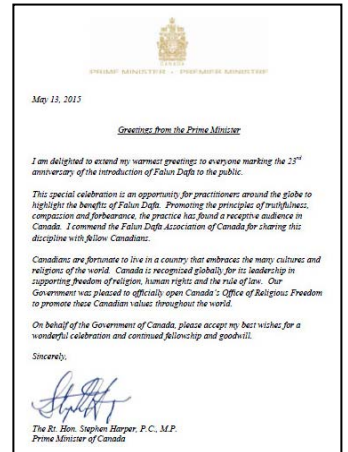 CANADA
PRIME MINISTER · PREMIER MINISTRE
May 13, 2015
Greetings from the Prime Minister
I am delighted to extend my warmest greetings to everyone marking the 23rd
anniversary of the introduction of Falun Dafa to the public.
This special celebration is an opportunity for practitioners around the globe to
highlight the benefits of Falun Dafa. Promoting the principles of truthfulness,
compassion and forbearance, the practice has found a receptive audience in
Canada. I commend the Falun Dafa Association of Canada for sharing this
discipline with fellow Canadians.
Canadians are fortunate to live in a country that embraces the many cultures and
religions of the world. Canada is recognised globally for its leadership in
supporting freedom of religion, human rights and the rule of law. Our
Government was pleased to officially open Canada's Office of Religious Freedom
to promote these Canadian values throughout the world.
On behalf of the Government of Canada, please accept my best wishes for a
wonderful celebration and continued fellowship and goodwill.
Sincerely,
The Rt. Hon. Stephen Harper, P.C., M.P.
Prime Minister of Canada